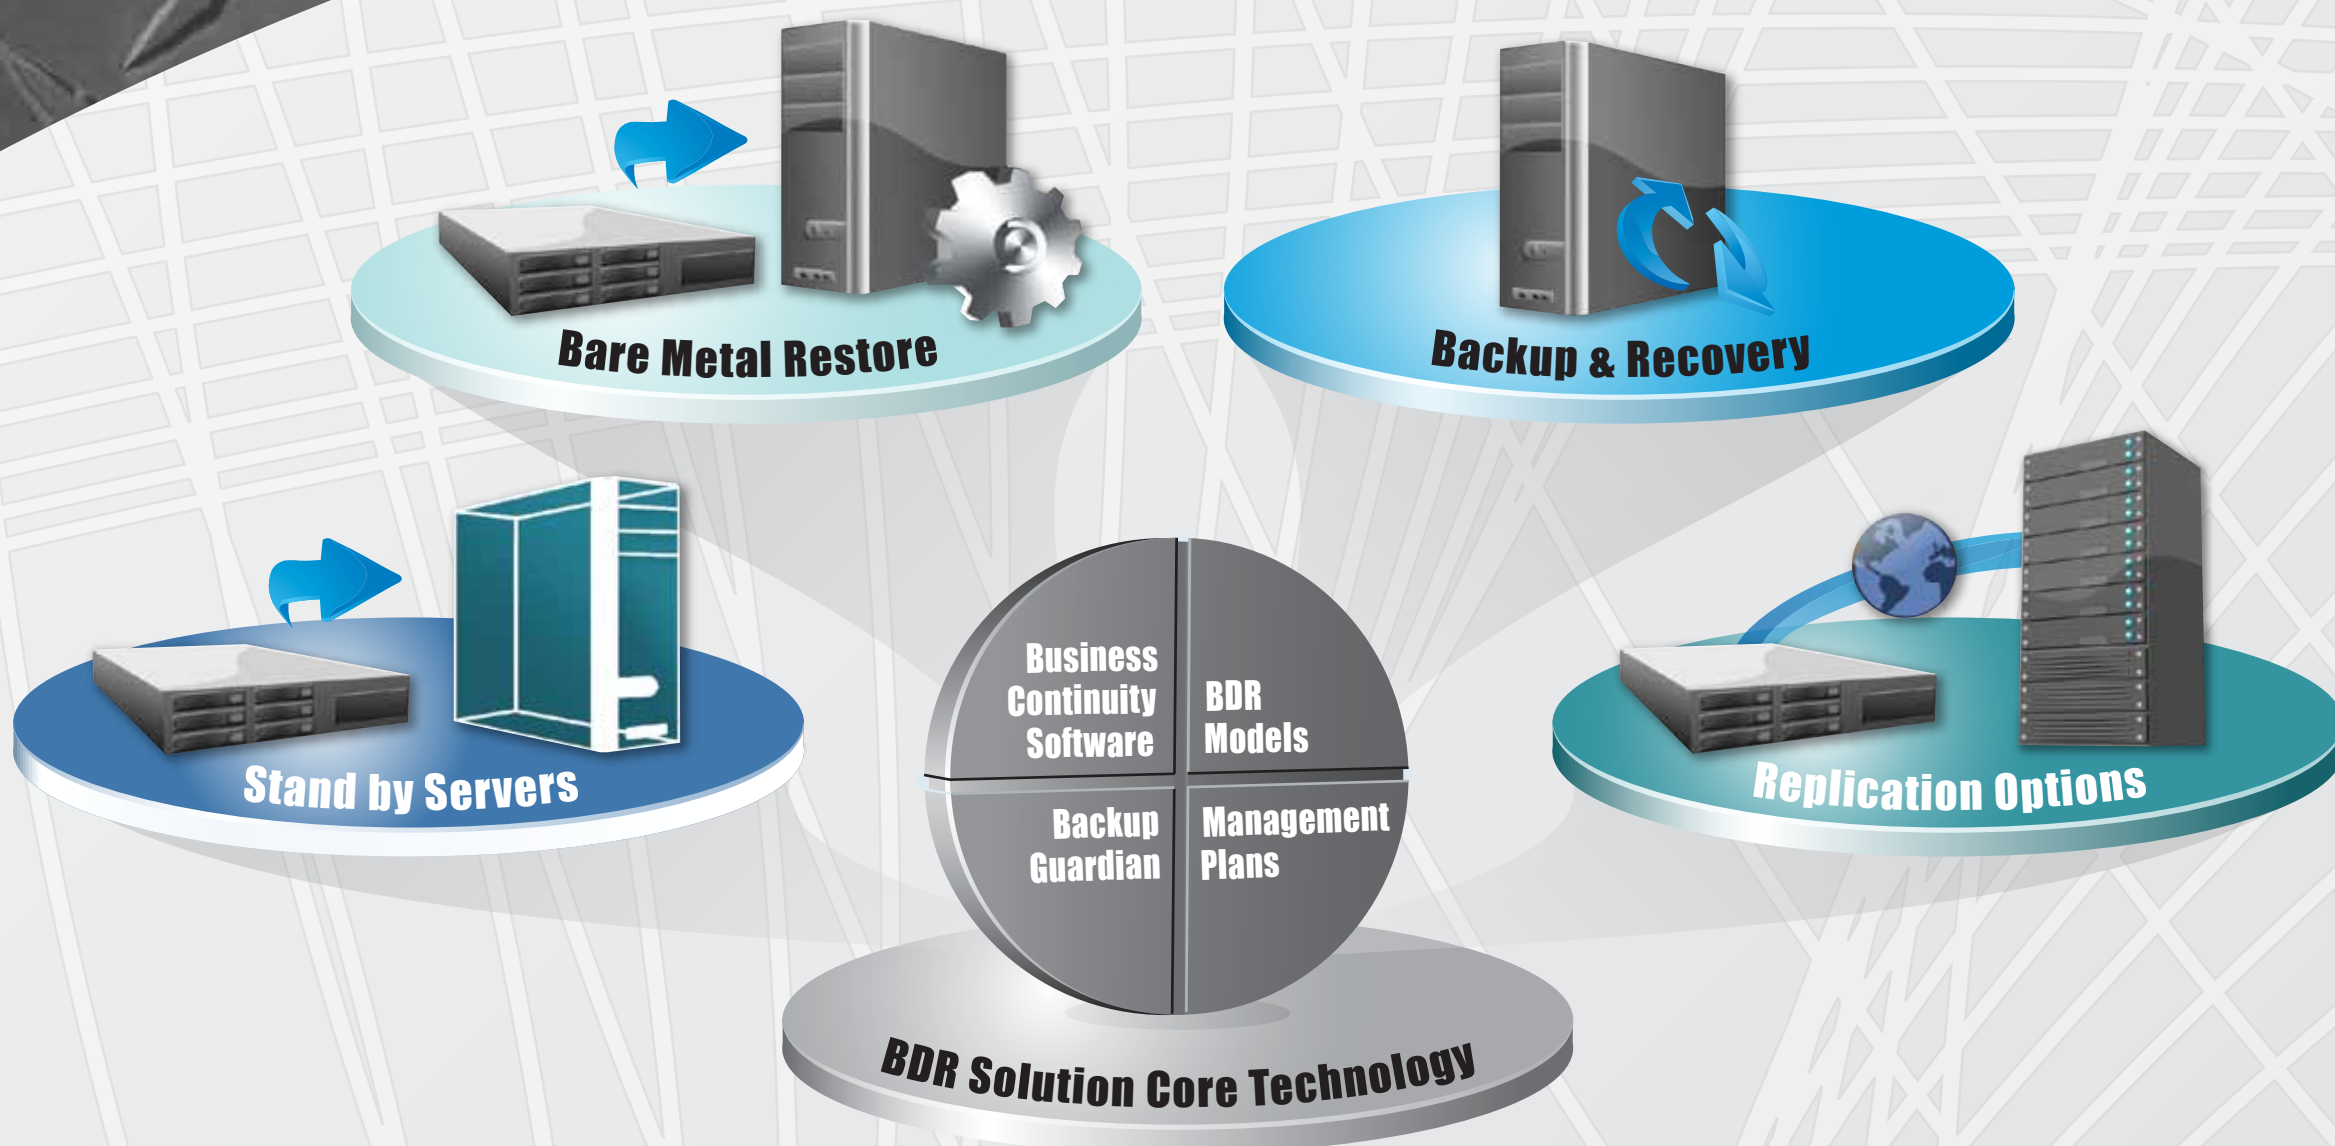 Bare Metal Restore
Backup & Recovery
Stand by Servers
Replication Options
Business
Continuity
Software
BDR
Models
Backup
Guardian
Management
Plans
BDR Solution Core Technology